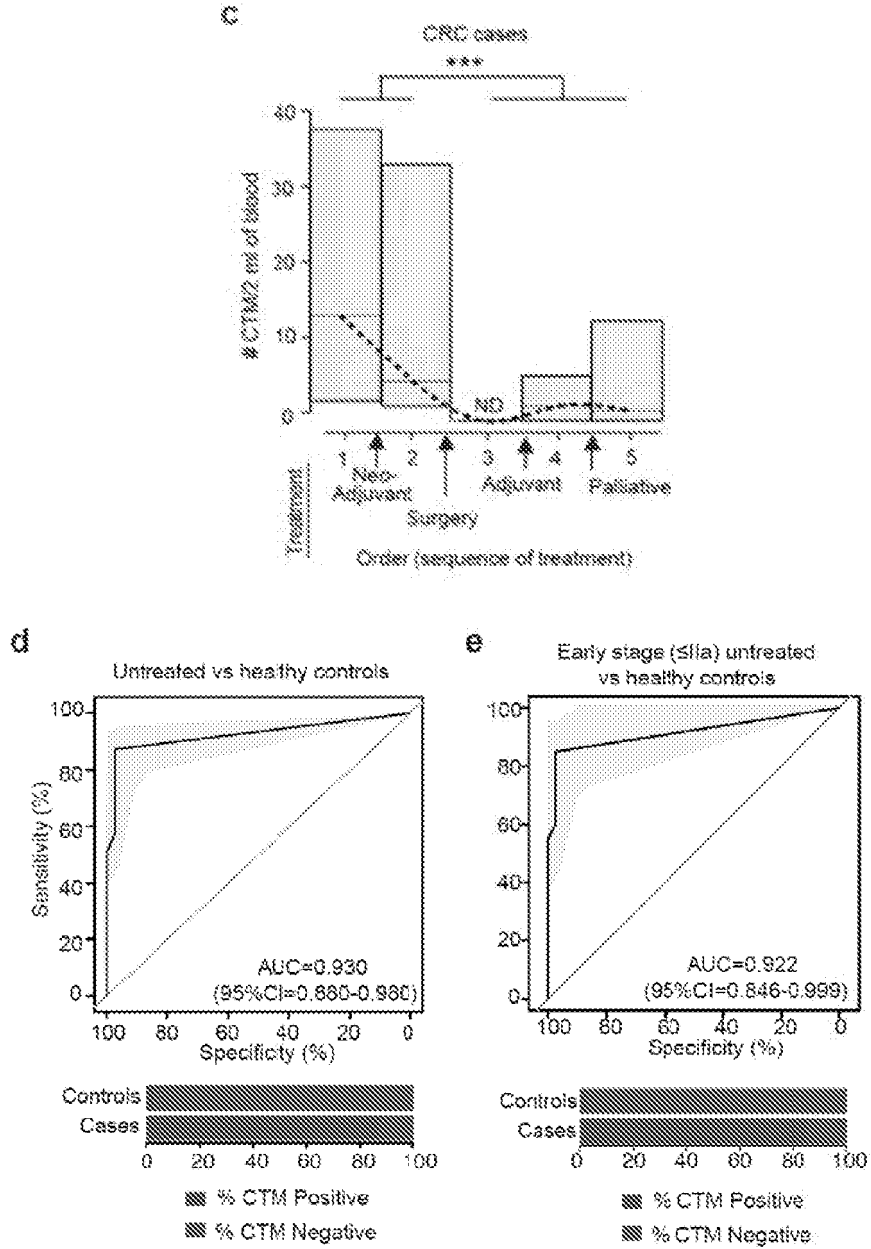 c
CRC cases
***
40
30
20
10
0
# CTM/2 ml of blood
ND
1 2 3 4 5
Neo-
Adjuvant
Surgery
Adjuvant
Palliative
Treatment
Order (sequence of treatment)
d
Untreated vs healthy controls
100
80
60
40
20
0
Sensitivity (%)
AUC=0.930
(95%CI=0.880-0.980)
100 80 60 40 20 0
Specificity (%)
Controls
Cases
0 20 40 60 80 100
% CTM Positive
% CTM Negative
e
Early stage (≤IIa) untreated
vs healthy controls
100
80
60
40
20
0
AUC=0.922
(95%CI=0.846-0.999)
100 80 60 40 20 0
Specificity (%)
Controls
Cases
0 20 40 60 80 100
% CTM Positive
% CTM Negative